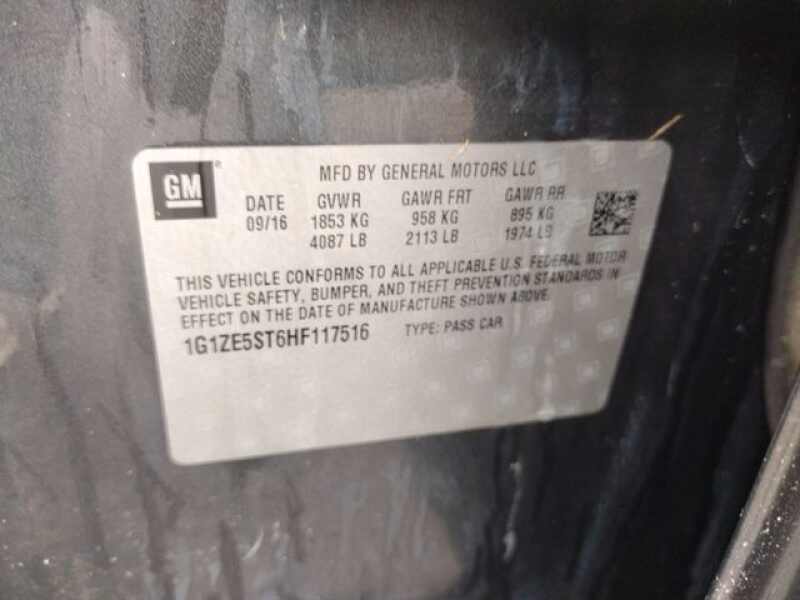 GM®
MFD BY GENERAL MOTORS LLC
DATE GVWR GAWR FRT GAWR RR
09/16 1853 KG 958 KG 895 KG
4087 LB 2113 LB 1974 LB
THIS VEHICLE CONFORMS TO ALL APPLICABLE U.S. FEDERAL MOTOR
VEHICLE SAFETY, BUMPER, AND THEFT PREVENTION STANDARDS IN
EFFECT ON THE DATE OF MANUFACTURE SHOWN ABOVE.
1G1ZE5ST6HF117516 TYPE: PASS CAR